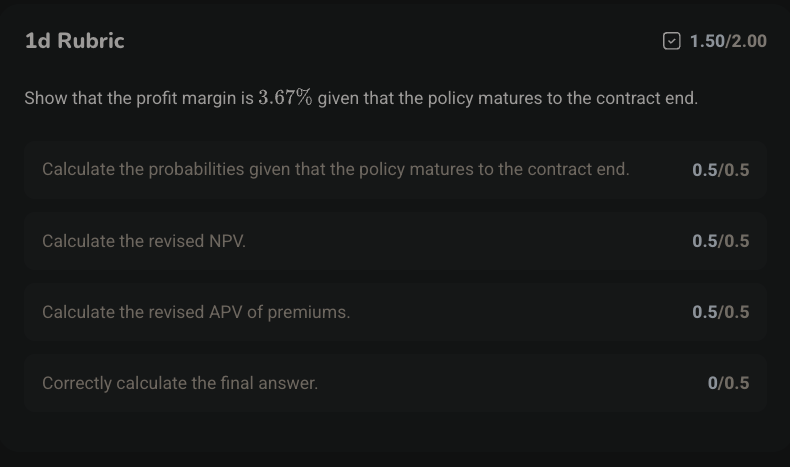 1d Rubric 1.50/2.00
Show that the profit margin is 3.67% given that the policy matures to the contract end.
Calculate the probabilities given that the policy matures to the contract end. 0.5/0.5
Calculate the revised NPV. 0.5/0.5
Calculate the revised APV of premiums. 0.5/0.5
Correctly calculate the final answer. 0/0.5